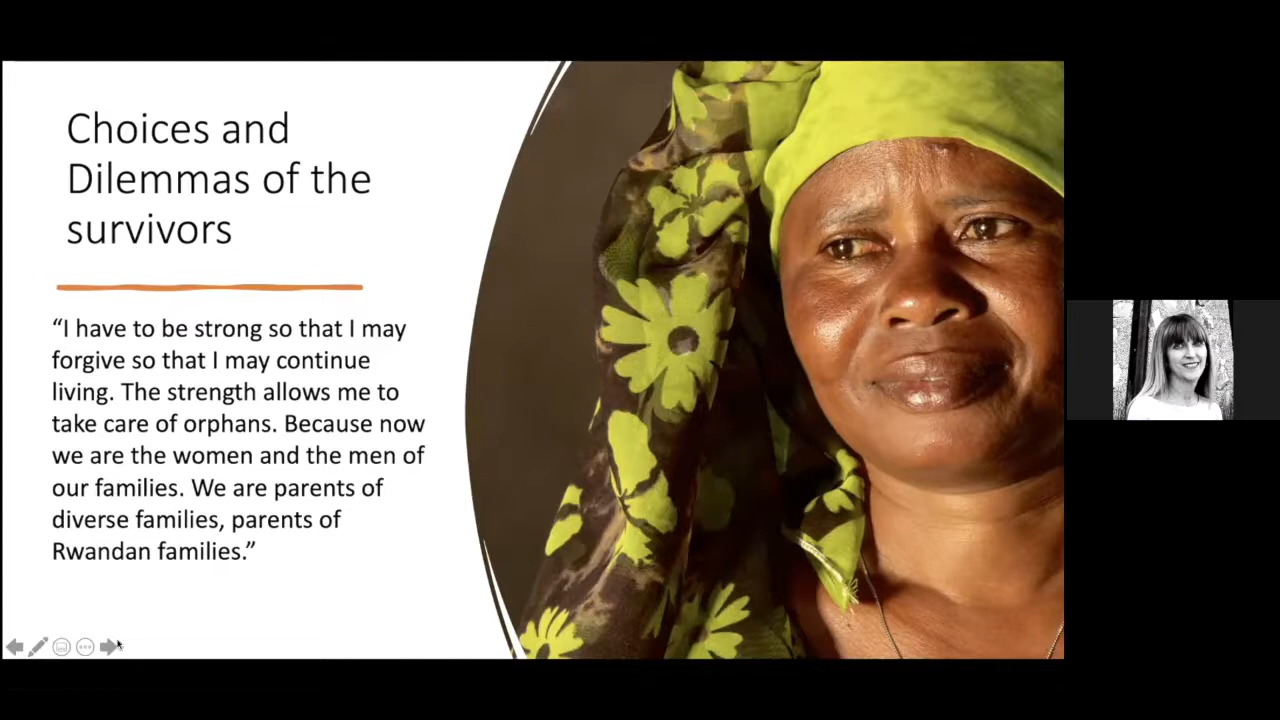 Choices and
Dilemmas of the
survivors
“I have to be strong so that I may
forgive so that I may continue
living. The strength allows me to
take care of orphans. Because now
we are the women and the men of
our families. We are parents of
diverse families, parents of
Rwandan families.”